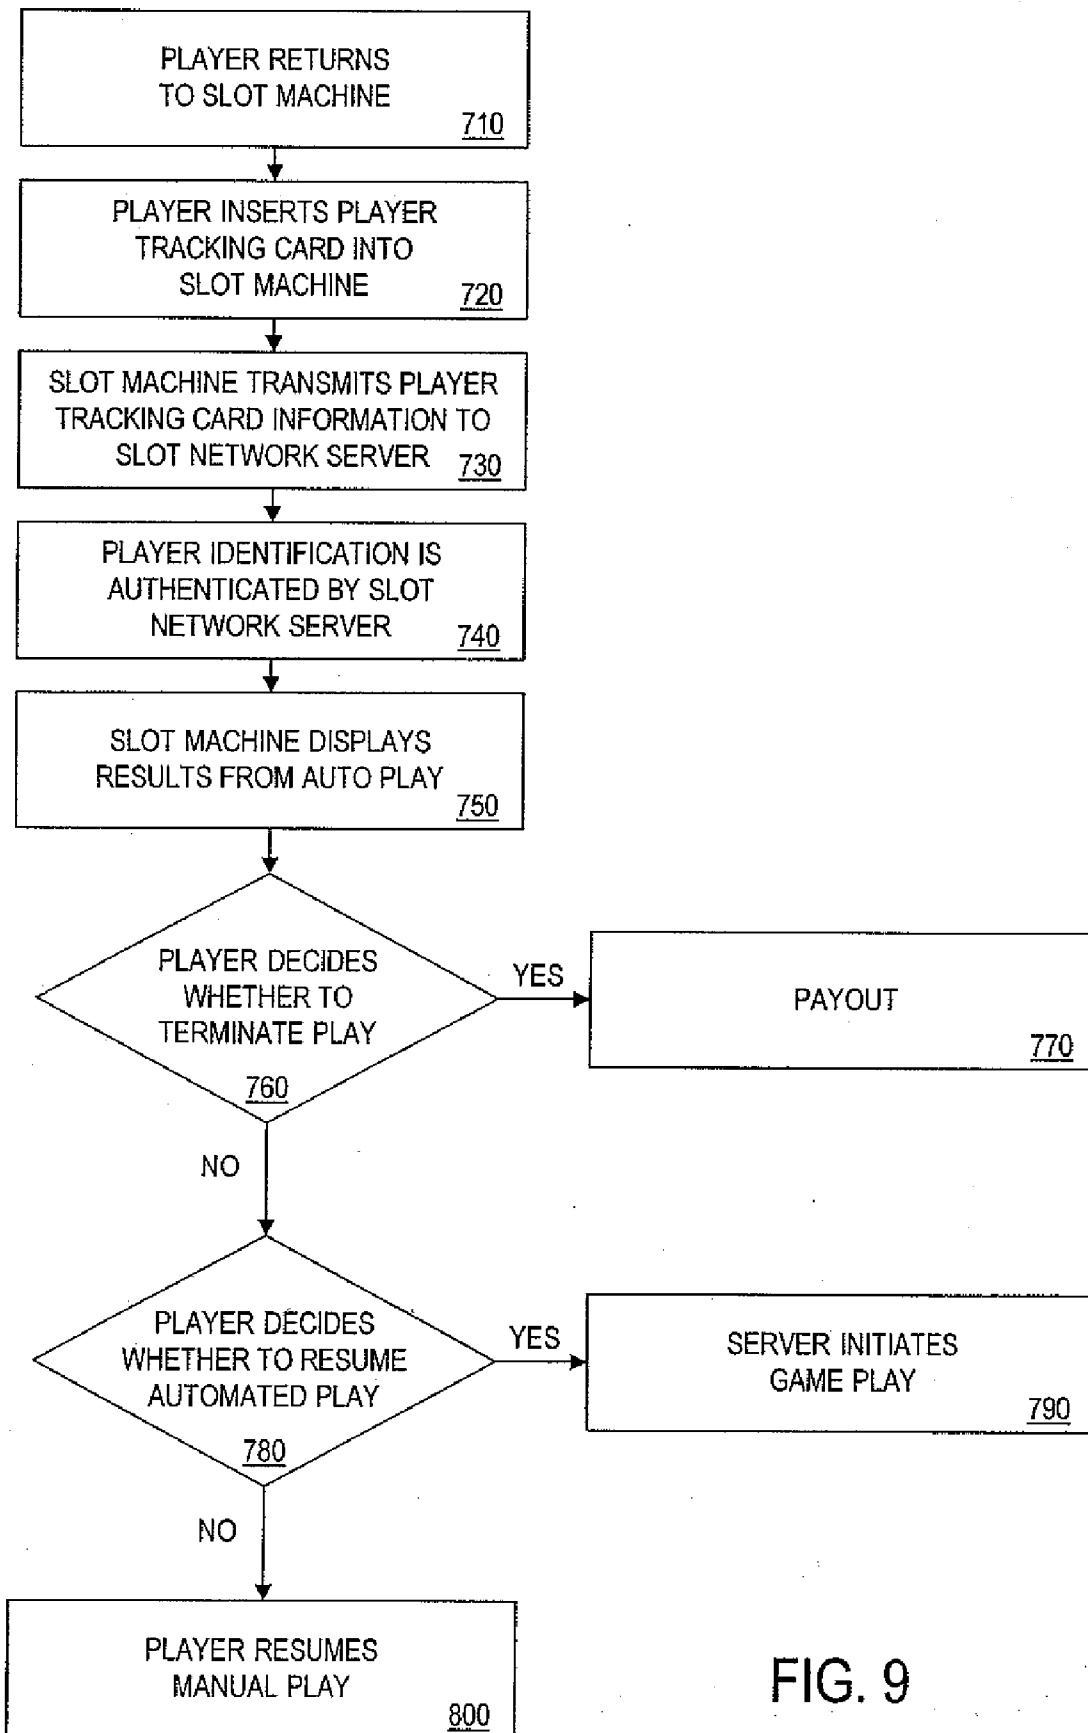 PLAYER RETURNS
TO SLOT MACHINE
710
PLAYER INSERTS PLAYER
TRACKING CARD INTO
SLOT MACHINE
720
SLOT MACHINE TRANSMITS PLAYER
TRACKING CARD INFORMATION TO
SLOT NETWORK SERVER
730
PLAYER IDENTIFICATION IS
AUTHENTICATED BY SLOT
NETWORK SERVER
740
SLOT MACHINE DISPLAYS
RESULTS FROM AUTO PLAY
750
PLAYER DECIDES
WHETHER TO
TERMINATE PLAY
760
YES
PAYOUT
770
NO
PLAYER DECIDES
WHETHER TO RESUME
AUTOMATED PLAY
780
YES
SERVER INITIATES
GAME PLAY
790
NO
PLAYER RESUMES
MANUAL PLAY
800
FIG. 9